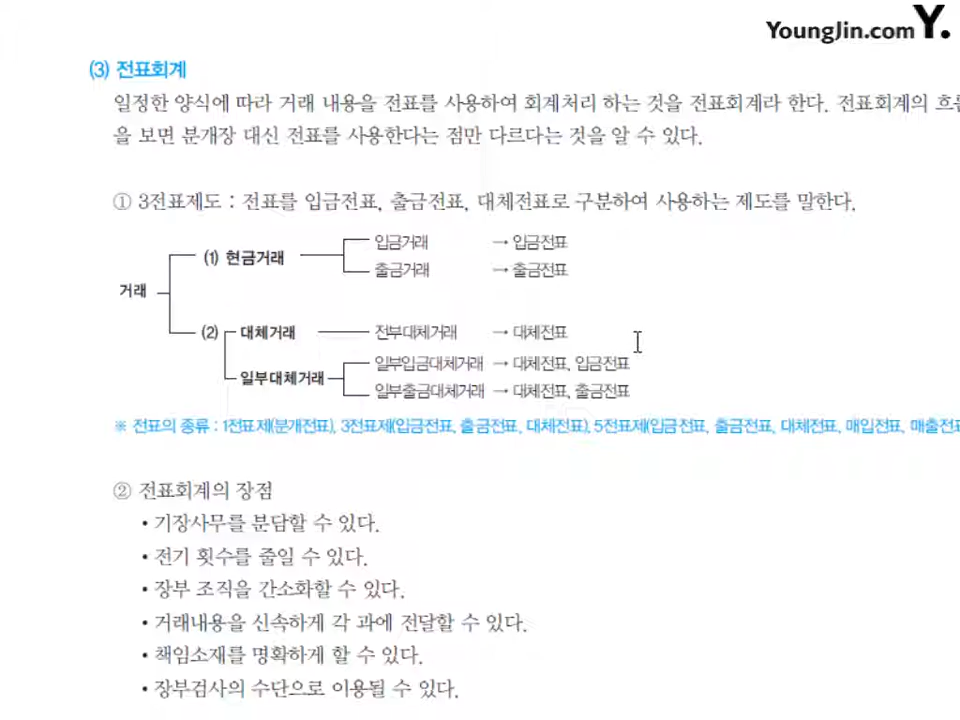 YoungJin.com Y.
(3) 전표회계
일정한 양식에 따라 거래 내용을 전표를 사용하여 회계처리 하는 것을 전표회계라 한다. 전표회계의
을 보면 분개장 대신 전표를 사용한다는 점만 다르다는 것을 알 수 있다.
① 3전표제도 : 전표를 입금전표, 출금전표, 대체전표로 구분하여 사용하는 제도를 말한다.
입금거래 → 입금전표
(1) 현금거래
출금거래 → 출금전표
거래
(2) 대체거래 전부대체거래 → 대체전표
일부입금대체거래 → 대체전표, 입금전표
일부대체거래
일부출금대체거래 → 대체전표, 출금전표
※ 전표의 종류 : 1전표제(분개전표), 3전표제(입금전표, 출금전표, 대체전표), 5전표제(입금전표, 출금전표, 대체전표, 매입전표, 매출전표
② 전표회계의 장점
• 기장사무를 분담할 수 있다.
• 전기 횟수를 줄일 수 있다.
• 장부 조직을 간소화할 수 있다.
• 거래내용을 신속하게 각 과에 전달할 수 있다.
• 책임소재를 명확하게 할 수 있다.
• 장부검사의 수단으로 이용될 수 있다.